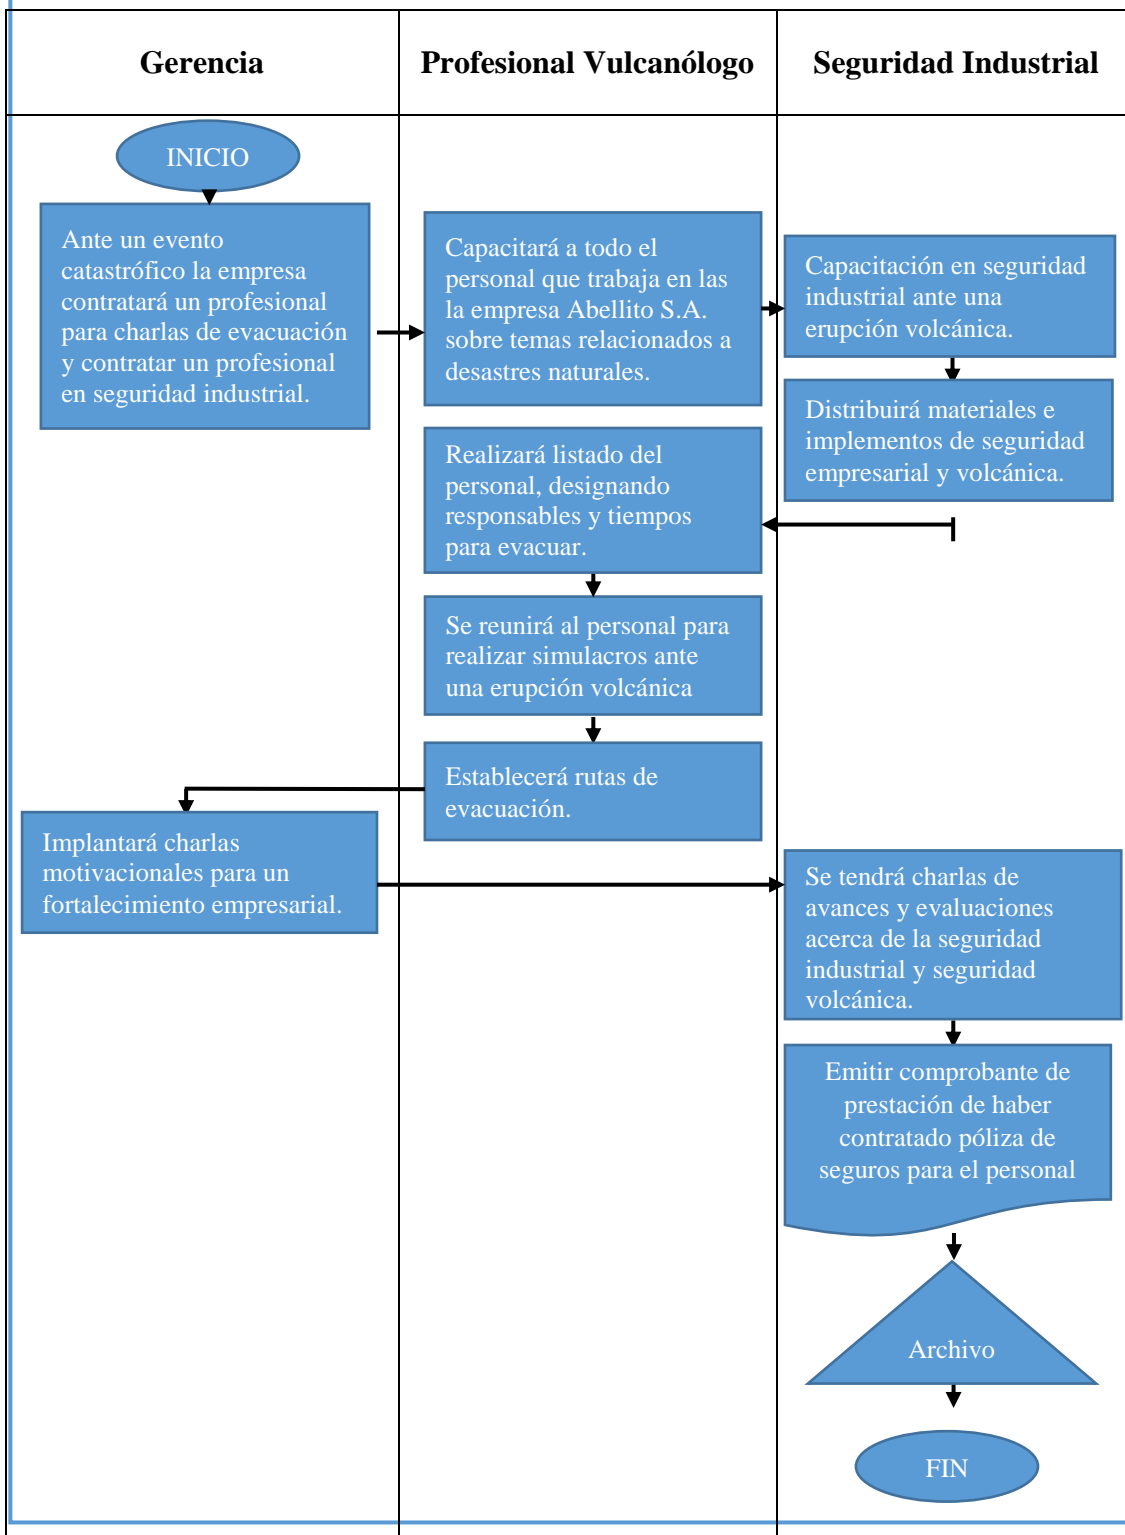 Gerencia
Profesional Vulcanólogo
Seguridad Industrial
INICIO
Ante un evento
catastrófico la empresa
contratará un profesional
para charlas de evacuación
y contratar un profesional
en seguridad industrial.
Capacitará a todo el
personal que trabaja en las
la empresa Abellito S.A.
sobre temas relacionados a
desastres naturales.
Capacitación en seguridad
industrial ante una
erupción volcánica.
Distribuirá materiales e
implementos de seguridad
empresarial y volcánica.
Realizará listado del
personal, designando
responsables y tiempos
para evacuar.
Se reunirá al personal para
realizar simulacros ante
una erupción volcánica
Establecerá rutas de
evacuación.
Implantará charlas
motivacionales para un
fortalecimiento empresarial.
Se tendrá charlas de
avances y evaluaciones
acerca de la seguridad
industrial y seguridad
volcánica.
Emitir comprobante de
prestación de haber
contratado póliza de
seguros para el personal
Archivo
FIN